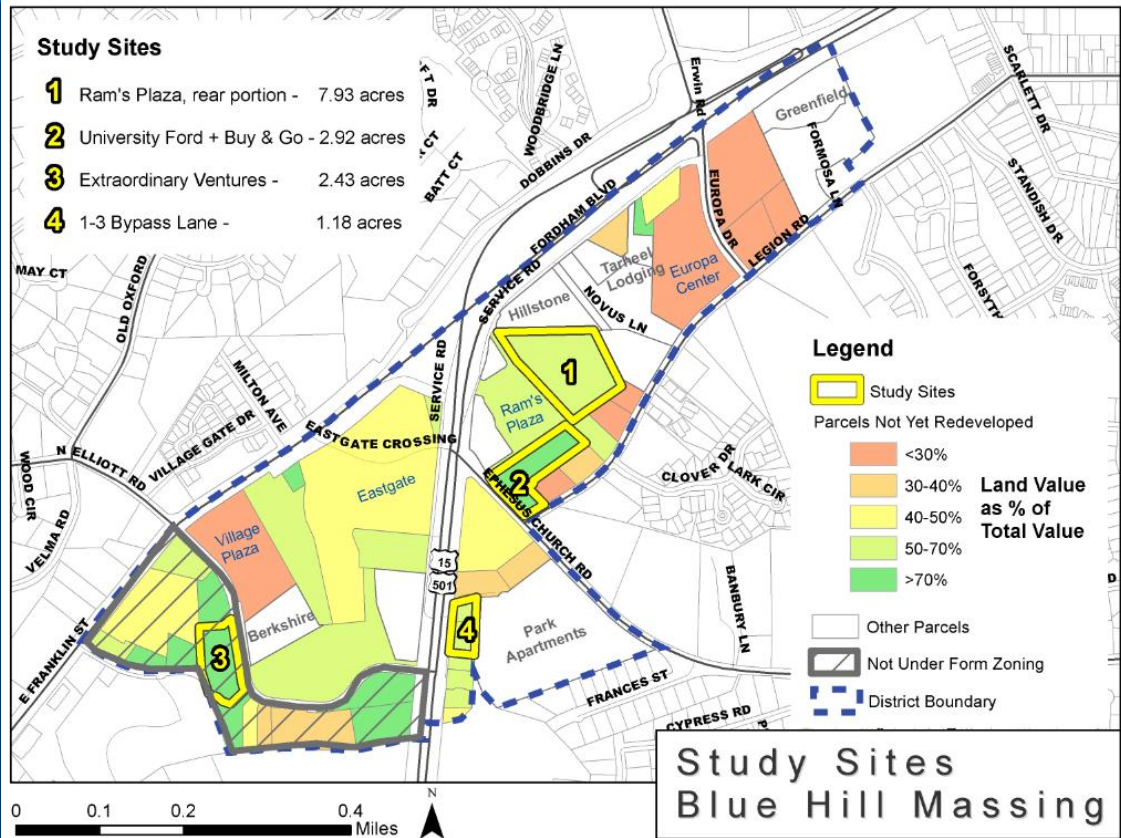 Study Sites
1 Ram's Plaza, rear portion - 7.93 acres
2 University Ford + Buy & Go - 2.92 acres
3 Extraordinary Ventures - 2.43 acres
4 1-3 Bypass Lane - 1.18 acres
FT DR
CT
BATT CT
WOODBRIDGE LN
DOBBINS DR
Erwin Rd
SCARLETT DR
Greenfield
FORMOSA LN
STANDISH DR
FORDHAM BLVD
EUROPA DR
LEGION RD
SERVICE RD
Tarheel
Lodging
Europa
Center
FORSYTH
MAY CT
OLD OXFORD
Hillstone
NOVUS LN
SERVICE RD
MILTON AVE
VILLAGE GATE DR
EASTGATE CROSSING
1
Ram's
Plaza
2
EPHESUS CHURCH RD
CLOVER DR
LARK CIR
N ELLIOTT RD
WOOD CIR
VELMA RD
Eastgate
Village
Plaza
15
501
Berkshire
BANBURY LN
E FRANKLIN ST
3
4
Park
Apartments
FRANCES ST
CYPRESS RD
Legend
Study Sites
Parcels Not Yet Redeveloped
<30%
30-40%
40-50%
50-70%
>70%
Land Value
as % of
Total Value
Other Parcels
Not Under Form Zoning
District Boundary
Study Sites
Blue Hill Massing
0 0.1 0.2 0.4
Miles
N